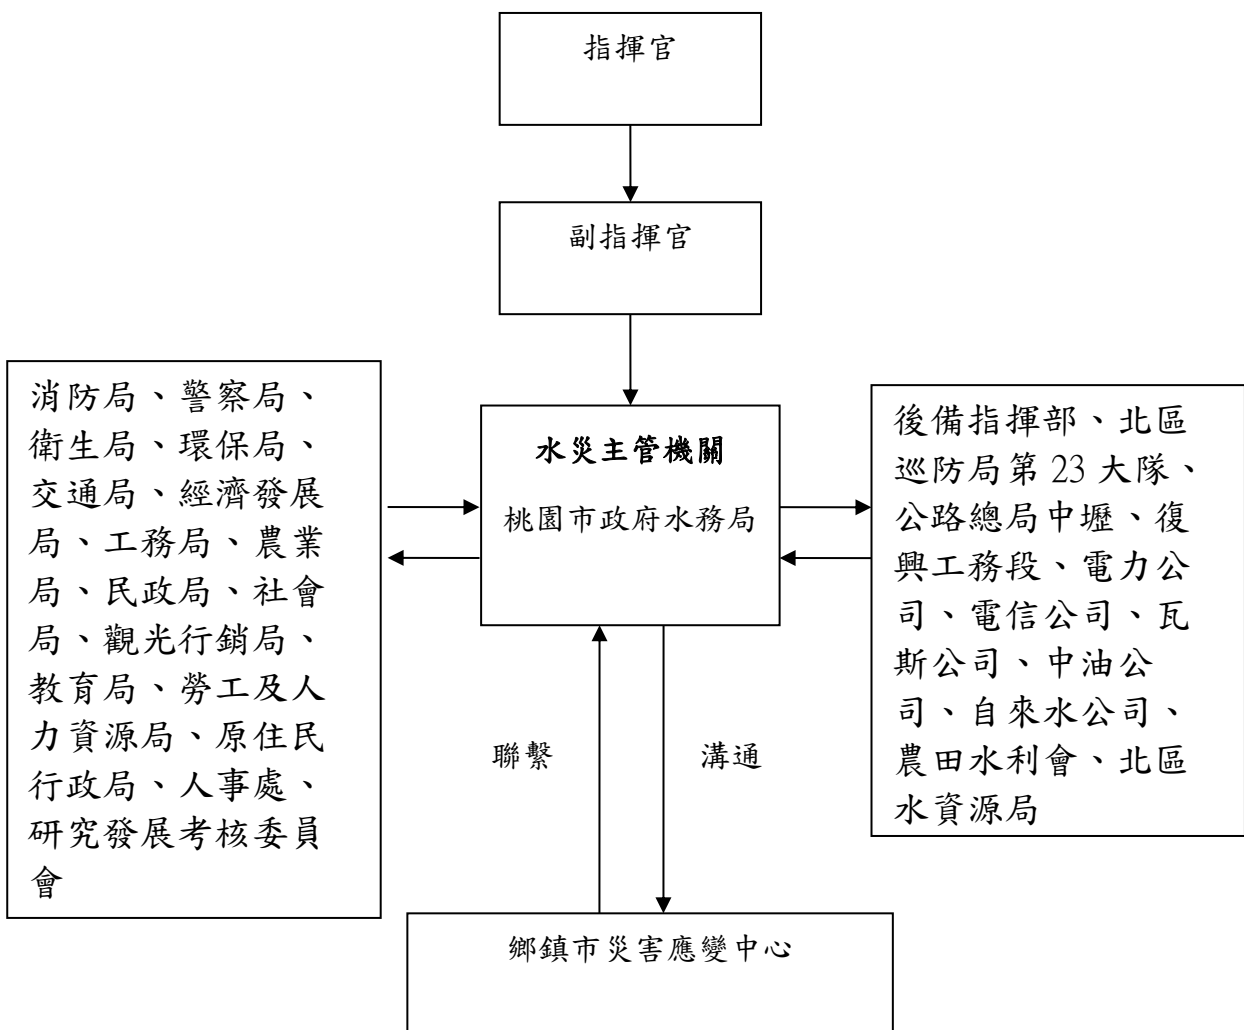 指揮官
副指揮官
消防局、警察局、
衛生局、環保局、
交通局、經濟發展
局、工務局、農業
局、民政局、社會
局、觀光行銷局、
教育局、勞工及人
力資源局、原住民
行政局、人事處、
研究發展考核委員
會
水災主管機關
桃園市政府水務局
後備指揮部、北區
巡防局第 23 大隊、
公路總局中壢、復
興工務段、電力公
司、電信公司、瓦
斯公司、中油公
司、自來水公司、
農田水利會、北區
水資源局
聯繫
溝通
鄉鎮市災害應變中心